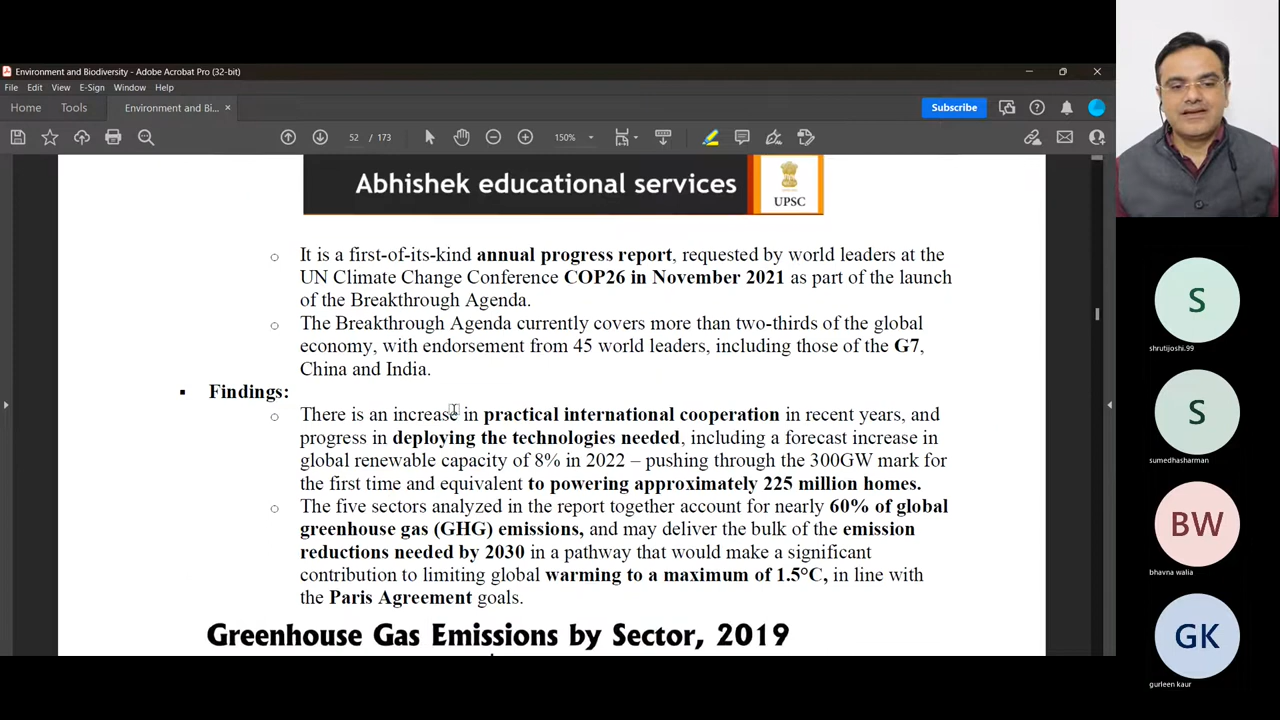 Environment and Biodiversity - Adobe Acrobat Pro (32-bit)
File Edit View E-Sign Window Help
Home Tools Environment and Bi... × Subscribe
52 / 173 150%
Abhishek educational services
UPSC
It is a first-of-its-kind annual progress report, requested by world leaders at the
UN Climate Change Conference COP26 in November 2021 as part of the launch
of the Breakthrough Agenda.
The Breakthrough Agenda currently covers more than two-thirds of the global
economy, with endorsement from 45 world leaders, including those of the G7,
China and India.
Findings:
There is an increase in practical international cooperation in recent years, and
progress in deploying the technologies needed, including a forecast increase in
global renewable capacity of 8% in 2022 – pushing through the 300GW mark for
the first time and equivalent to powering approximately 225 million homes.
The five sectors analyzed in the report together account for nearly 60% of global
greenhouse gas (GHG) emissions, and may deliver the bulk of the emission
reductions needed by 2030 in a pathway that would make a significant
contribution to limiting global warming to a maximum of 1.5°C, in line with
the Paris Agreement goals.
Greenhouse Gas Emissions by Sector, 2019
S
shrutijoshi.99
S
sumedhasharman
BW
bhavna walia
GK
gurleen kaur